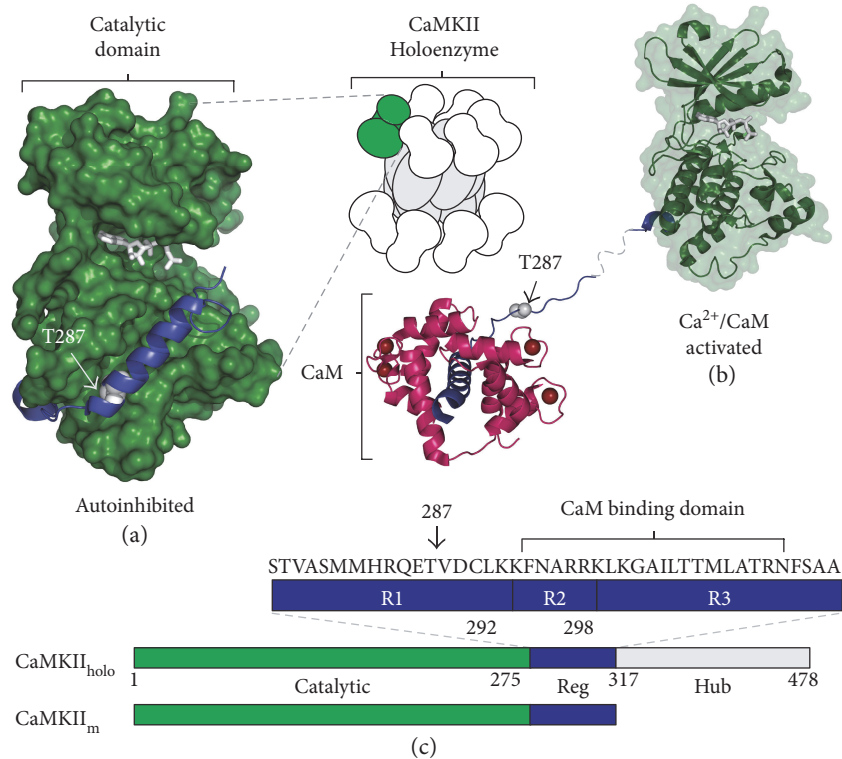 Catalytic
domain
T287
Autoinhibited
(a)
CaMKII
Holoenzyme
T287
CaM
Ca2+/CaM
activated
(b)
287
CaM binding domain
STVASMMHRQETVDCLKKFNARRKLKGAILTTMLATRNFSAA
R1
R2
R3
292
298
CaMKIIholo
1
Catalytic
275
Reg
317
Hub
478
CaMKIIm
(c)